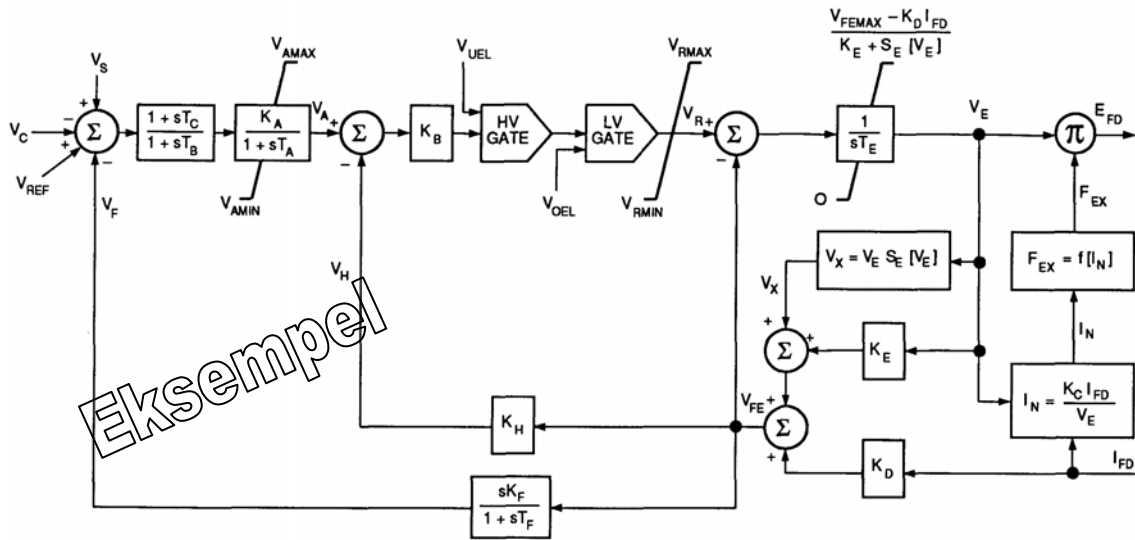 V_FEMAX – K_D I_FD
K_E + S_E [V_E]
V_S
V_AMAX
V_UEL
V_RMAX
+
–
+
–
V_C
Σ
1 + sT_C
1 + sT_B
K_A
1 + sT_A
V_A +
Σ
–
K_B
HV
GATE
LV
GATE
V_R +
Σ
–
1
sT_E
V_E
π
E_FD
V_REF
V_F
V_AMIN
V_OEL
V_RMIN
O
F_EX
V_H
V_X = V_E S_E [V_E]
F_EX = f [I_N]
V_X
+
+
Σ
K_E
I_N
Eksempel
V_FE +
Σ
+
K_H
I_N = K_C I_FD
V_E
K_D
I_FD
sK_F
1 + sT_F